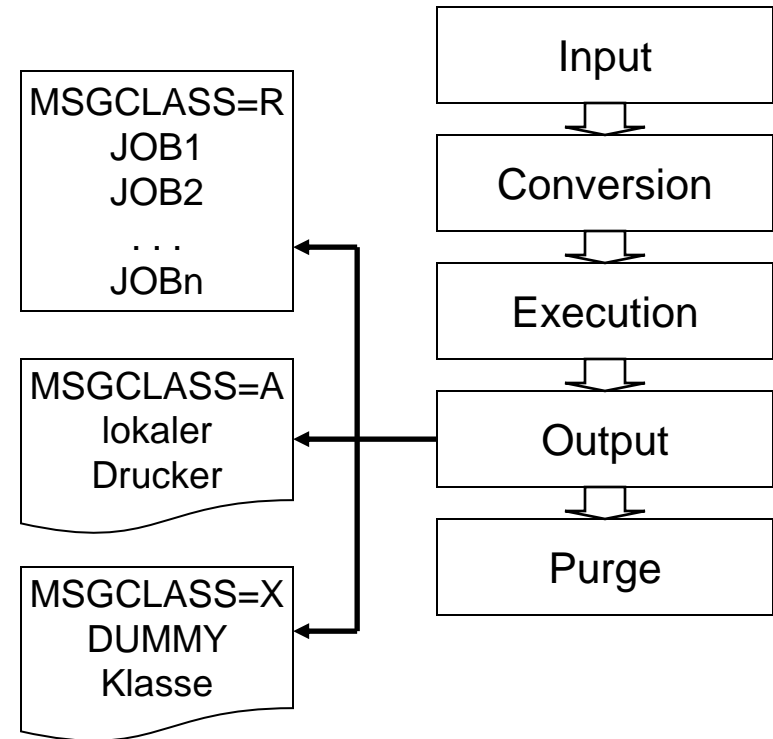 MSGCLASS=R
JOB1
JOB2
. . .
JOBn
MSGCLASS=A
lokaler
Drucker
MSGCLASS=X
DUMMY
Klasse
Input
Conversion
Execution
Output
Purge